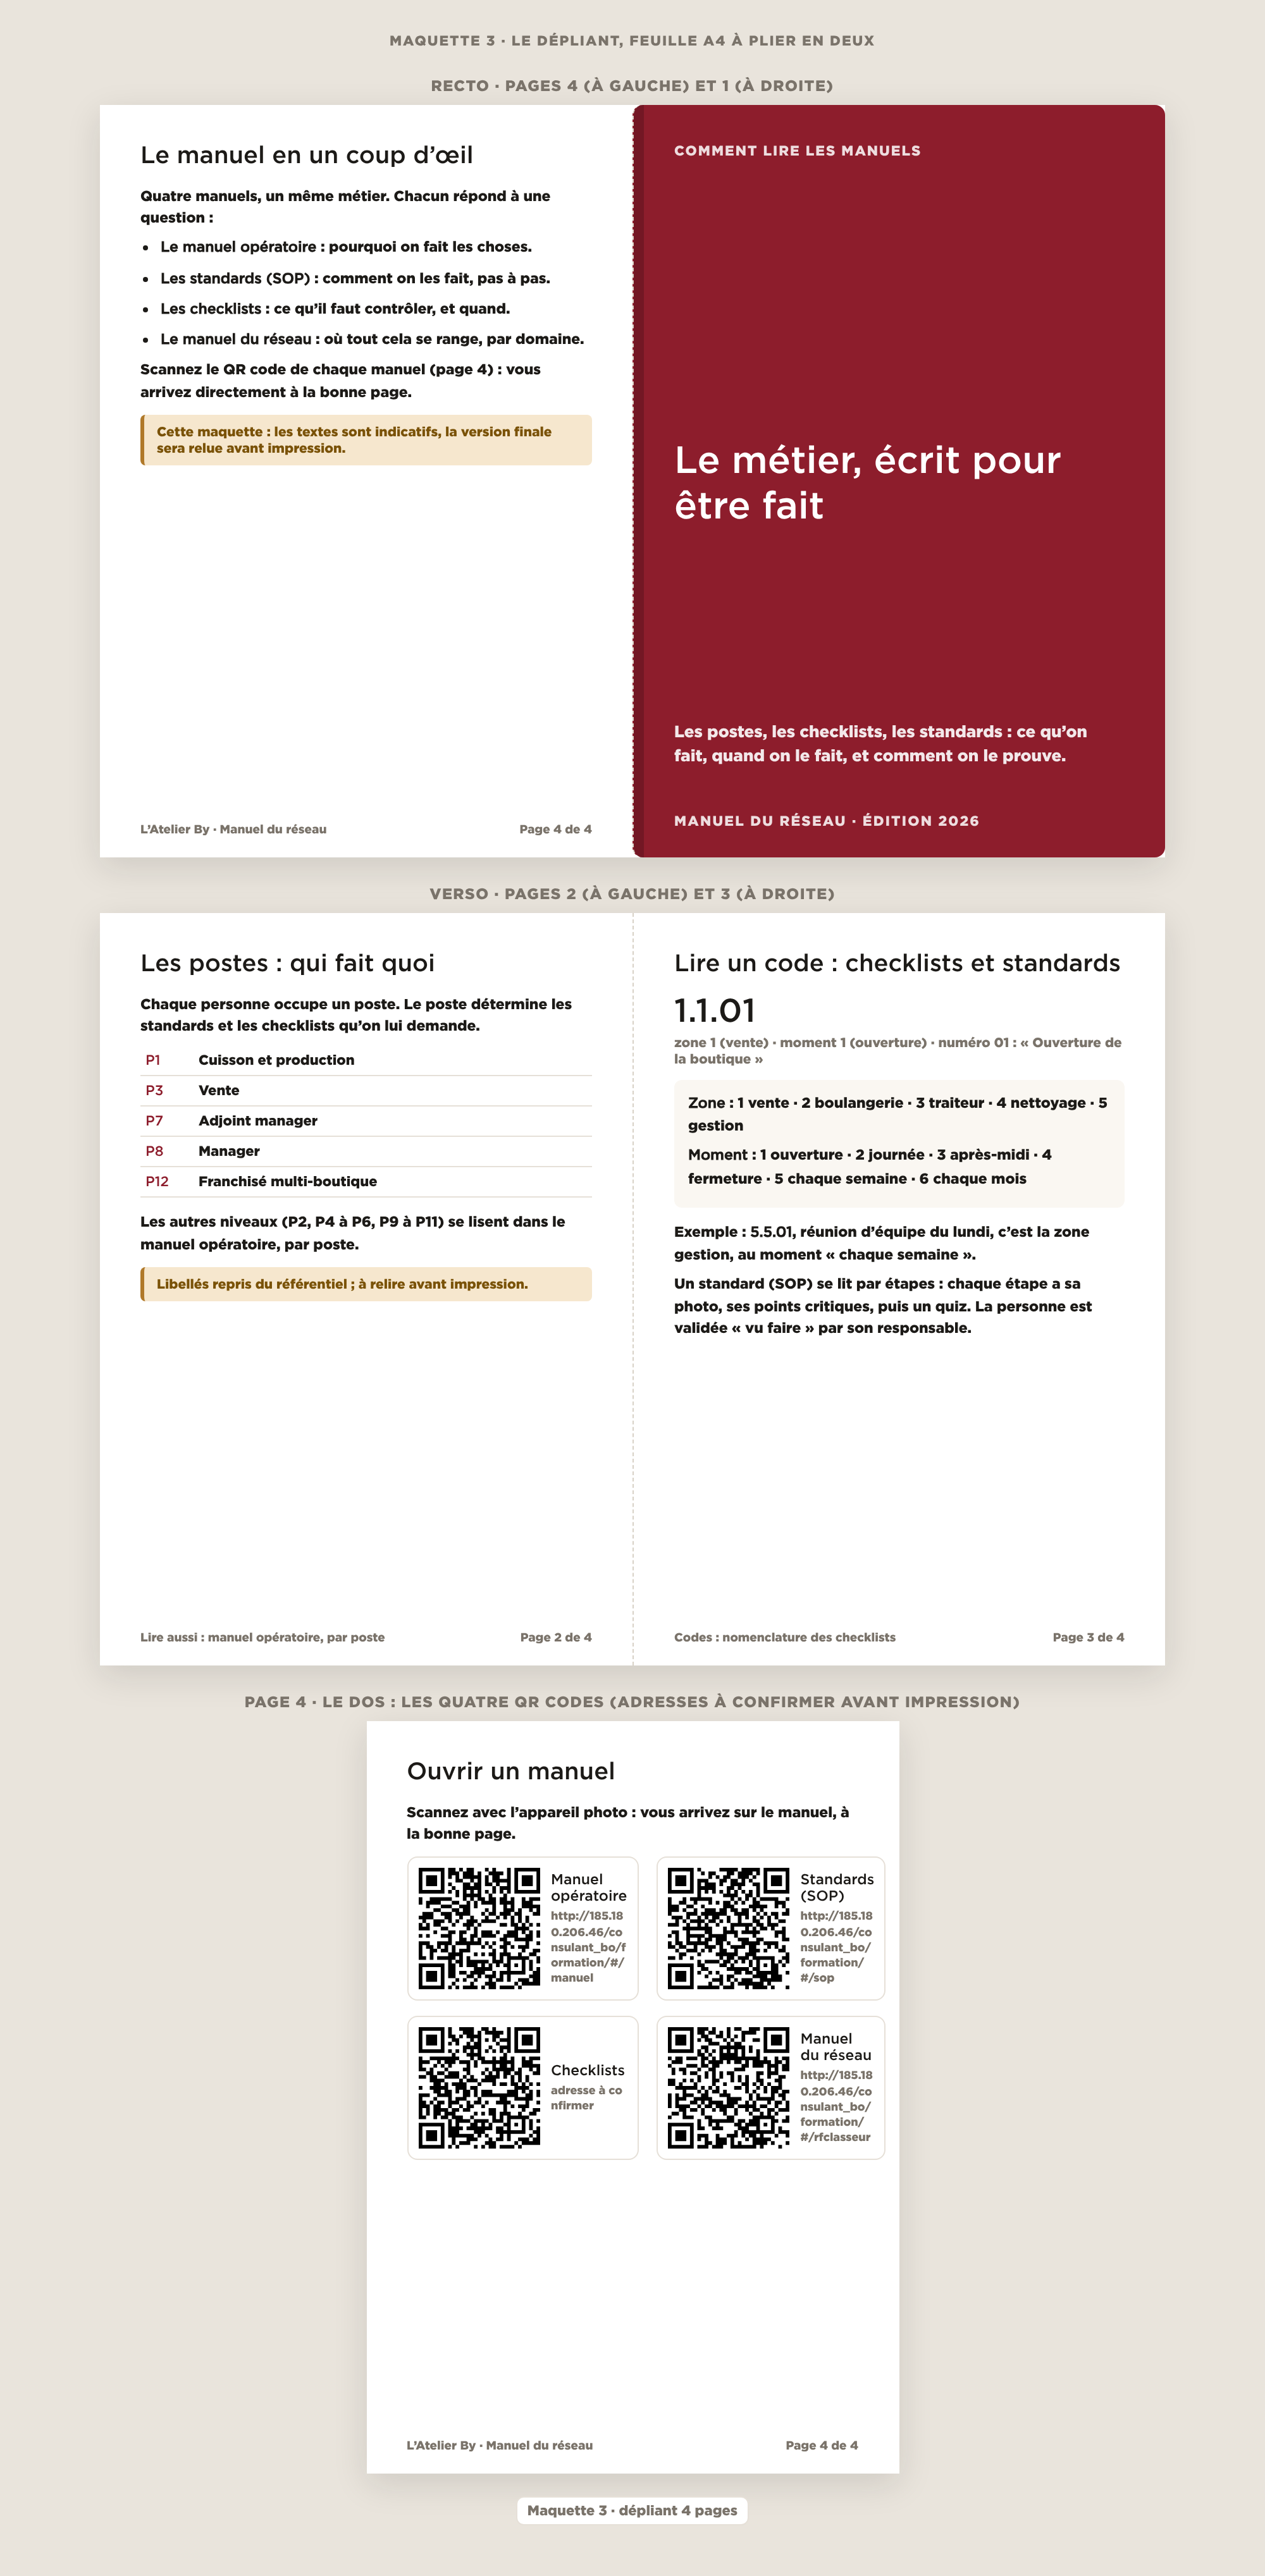 MAQUETTE 3 · LE DÉPLIANT, FEUILLE A4 À PLIER EN DEUX
RECTO · PAGES 4 (À GAUCHE) ET 1 (À DROITE)
Le manuel en un coup d’œil
Quatre manuels, un même métier. Chacun répond à une
question :
• Le manuel opératoire : pourquoi on fait les choses.
• Les standards (SOP) : comment on les fait, pas à pas.
• Les checklists : ce qu’il faut contrôler, et quand.
• Le manuel du réseau : où tout cela se range, par domaine.
Scannez le QR code de chaque manuel (page 4) : vous
arrivez directement à la bonne page.
Cette maquette : les textes sont indicatifs, la version finale
sera relue avant impression.
L’Atelier By · Manuel du réseau
Page 4 de 4
COMMENT LIRE LES MANUELS
Le métier, écrit pour
être fait
Les postes, les checklists, les standards : ce qu’on
fait, quand on le fait, et comment on le prouve.
MANUEL DU RÉSEAU · ÉDITION 2026
VERSO · PAGES 2 (À GAUCHE) ET 3 (À DROITE)
Les postes : qui fait quoi
Chaque personne occupe un poste. Le poste détermine les
standards et les checklists qu’on lui demande.
P1 Cuisson et production
P3 Vente
P7 Adjoint manager
P8 Manager
P12 Franchisé multi-boutique
Les autres niveaux (P2, P4 à P6, P9 à P11) se lisent dans le
manuel opératoire, par poste.
Libellés repris du référentiel ; à relire avant impression.
Lire aussi : manuel opératoire, par poste
Page 2 de 4
Lire un code : checklists et standards
1.1.01
zone 1 (vente) · moment 1 (ouverture) · numéro 01 : « Ouverture de
la boutique »
Zone : 1 vente · 2 boulangerie · 3 traiteur · 4 nettoyage · 5
gestion
Moment : 1 ouverture · 2 journée · 3 après-midi · 4
fermeture · 5 chaque semaine · 6 chaque mois
Exemple : 5.5.01, réunion d’équipe du lundi, c’est la zone
gestion, au moment « chaque semaine ».
Un standard (SOP) se lit par étapes : chaque étape a sa
photo, ses points critiques, puis un quiz. La personne est
validée « vu faire » par son responsable.
Codes : nomenclature des checklists
Page 3 de 4
PAGE 4 · LE DOS : LES QUATRE QR CODES (ADRESSES À CONFIRMER AVANT IMPRESSION)
Ouvrir un manuel
Scannez avec l’appareil photo : vous arrivez sur le manuel, à
la bonne page.
Manuel
opératoire
http://185.18
0.206.46/co
nsulant_bo/f
ormation/#/
manuel
Standards
(SOP)
http://185.18
0.206.46/co
nsulant_bo/
formation/
#/sop
Checklists
adresse à co
nfirmer
Manuel
du réseau
http://185.18
0.206.46/co
nsulant_bo/
formation/
#/rfclasseur
L’Atelier By · Manuel du réseau
Page 4 de 4
Maquette 3 · dépliant 4 pages